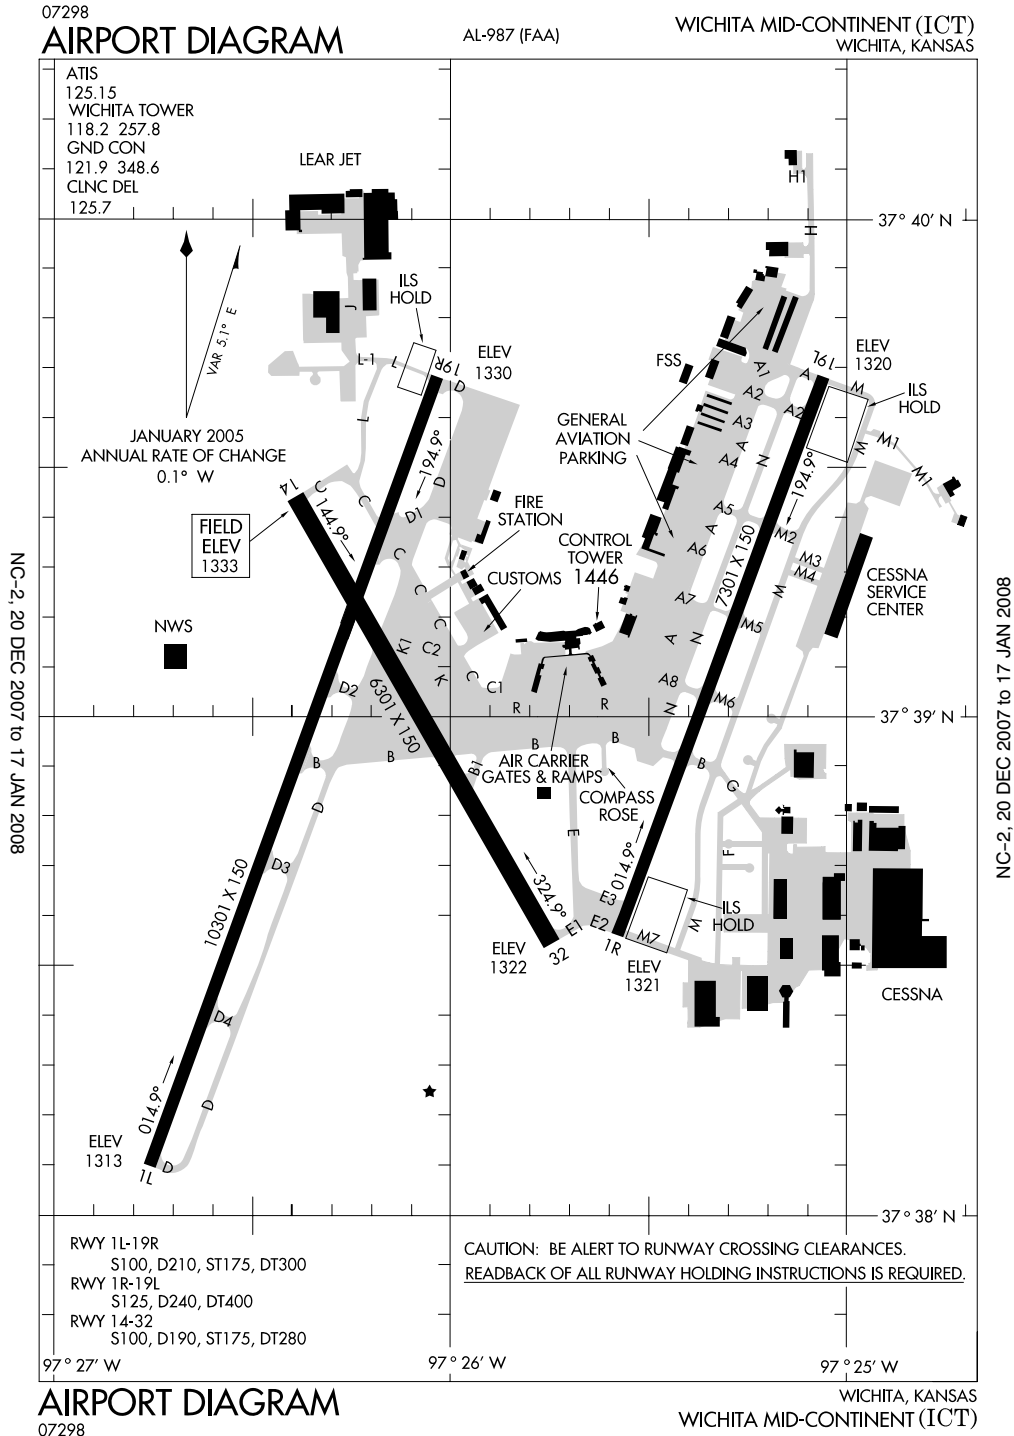 07298
AIRPORT DIAGRAM
AL-987 (FAA)
WICHITA MID-CONTINENT (ICT)
WICHITA, KANSAS
ATIS
125.15
WICHITA TOWER
118.2 257.8
GND CON
121.9 348.6
CLNC DEL
125.7
LEAR JET
H1
37° 40' N
H
VAR 5.1° E
J
ILS
HOLD
L-1
L
19R
ELEV
1330
D
FSS
A1
19L
A
ELEV
1320
M
ILS
HOLD
A2
A2
JANUARY 2005
ANNUAL RATE OF CHANGE
0.1° W
L
194.9°
GENERAL
AVIATION
PARKING
A3
A
N
A4
194.9°
M
M1
M1
14
C
C
144.9°
D
D1
FIELD
ELEV
1333
FIRE
STATION
A5
A
M2
CONTROL
TOWER
1446
A6
7301 X 150
M3
M4
C
CUSTOMS
CESSNA
SERVICE
CENTER
C
A7
M
NWS
C
M5
K1
C2
A
N
C
K
D2
C1
A8
M6
6301 X 150
R
R
N
37° 39' N
B
B
B
B
B
B1
AIR CARRIER
GATES & RAMPS
COMPASS
ROSE
G
D
E
F
D3
10301 X 150
014.9°
324.9°
E3
ILS
HOLD
E2
E1
M7
M
1R
32
ELEV
1322
ELEV
1321
CESSNA
D4
014.9°
D
ELEV
1313
D
1L
37° 38' N
RWY 1L-19R
S100, D210, ST175, DT300
RWY 1R-19L
S125, D240, DT400
RWY 14-32
S100, D190, ST175, DT280
CAUTION: BE ALERT TO RUNWAY CROSSING CLEARANCES.
READBACK OF ALL RUNWAY HOLDING INSTRUCTIONS IS REQUIRED.
97° 27' W
97° 26' W
97° 25' W
AIRPORT DIAGRAM
07298
WICHITA, KANSAS
WICHITA MID-CONTINENT (ICT)
NC-2, 20 DEC 2007 to 17 JAN 2008
NC-2, 20 DEC 2007 to 17 JAN 2008